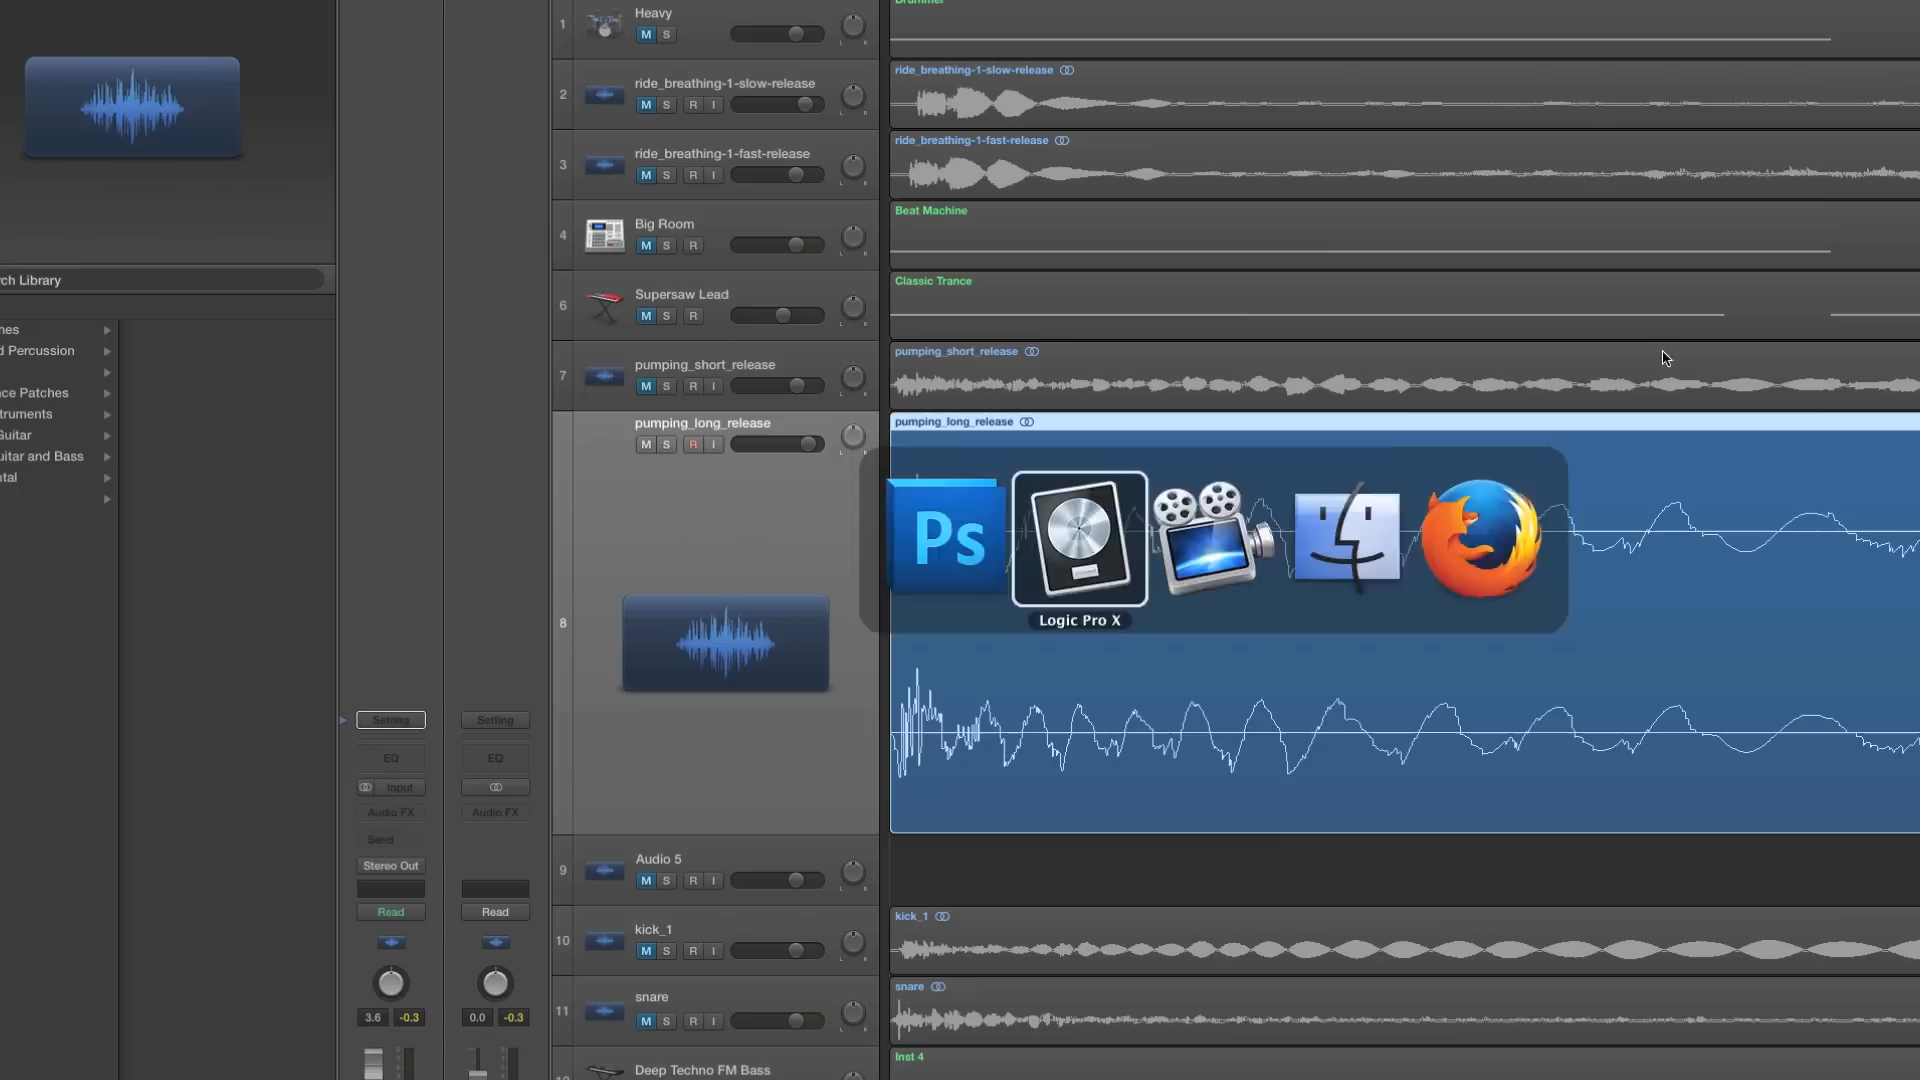 Drummer
1
Heavy
M S
L R
ride_breathing-1-slow-release
2
ride_breathing-1-slow-release
M S R I
L R
ride_breathing-1-fast-release
3
ride_breathing-1-fast-release
M S R I
L R
Beat Machine
4
Big Room
M S R
L R
rch Library
Classic Trance
6
Supersaw Lead
M S R
L R
hes
d Percussion
nce Patches
truments
Guitar
uitar and Bass
ntal
pumping_short_release
7
pumping_short_release
M S R I
L R
pumping_long_release
8
pumping_long_release
M S R I
L R
Ps
Logic Pro X
Setting Setting
EQ EQ
Input
Audio FX Audio FX
Send
Stereo Out
Read Read
3.6 -0.3 0.0 -0.3
9
Audio 5
M S R I
L R
kick_1
10
kick_1
M S R I
L R
snare
11
snare
M S R I
L R
Inst 4
Deep Techno FM Bass